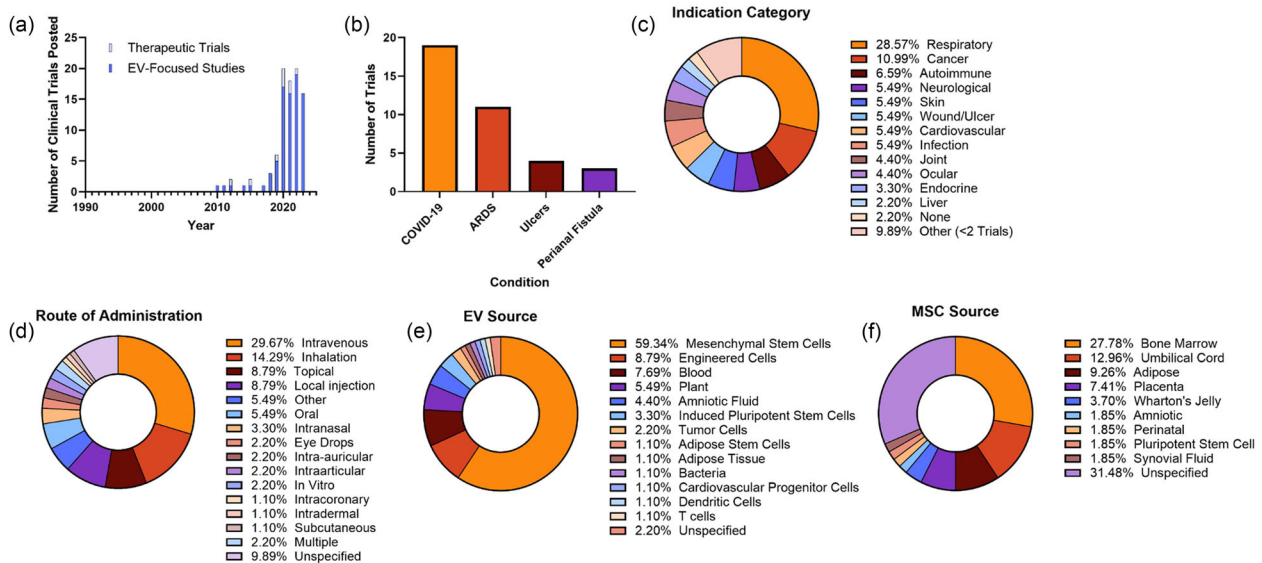 (a)
Number of Clinical Trials Posted
25
20
15
10
5
0
Therapeutic Trials
EV-Focused Studies
1990
2000
2010
2020
Year
(b)
Number of Trials
20
15
10
5
0
COVID-19
ARDS
Ulcers
Perianal Fistula
Condition
(c)
Indication Category
28.57% Respiratory
10.99% Cancer
6.59% Autoimmune
5.49% Neurological
5.49% Skin
5.49% Wound/Ulcer
5.49% Cardiovascular
5.49% Infection
4.40% Joint
4.40% Ocular
3.30% Endocrine
2.20% Liver
2.20% None
9.89% Other (<2 Trials)
(d)
Route of Administration
29.67% Intravenous
14.29% Inhalation
8.79% Topical
8.79% Local injection
5.49% Other
5.49% Oral
3.30% Intranasal
2.20% Eye Drops
2.20% Intra-auricular
2.20% Intraarticular
2.20% In Vitro
1.10% Intracoronary
1.10% Intradermal
1.10% Subcutaneous
2.20% Multiple
9.89% Unspecified
(e)
EV Source
59.34% Mesenchymal Stem Cells
8.79% Engineered Cells
7.69% Blood
5.49% Plant
4.40% Amniotic Fluid
3.30% Induced Pluripotent Stem Cells
2.20% Tumor Cells
1.10% Adipose Stem Cells
1.10% Adipose Tissue
1.10% Bacteria
1.10% Cardiovascular Progenitor Cells
1.10% Dendritic Cells
1.10% T cells
2.20% Unspecified
(f)
MSC Source
27.78% Bone Marrow
12.96% Umbilical Cord
9.26% Adipose
7.41% Placenta
3.70% Wharton's Jelly
1.85% Amniotic
1.85% Perinatal
1.85% Pluripotent Stem Cell
1.85% Synovial Fluid
31.48% Unspecified